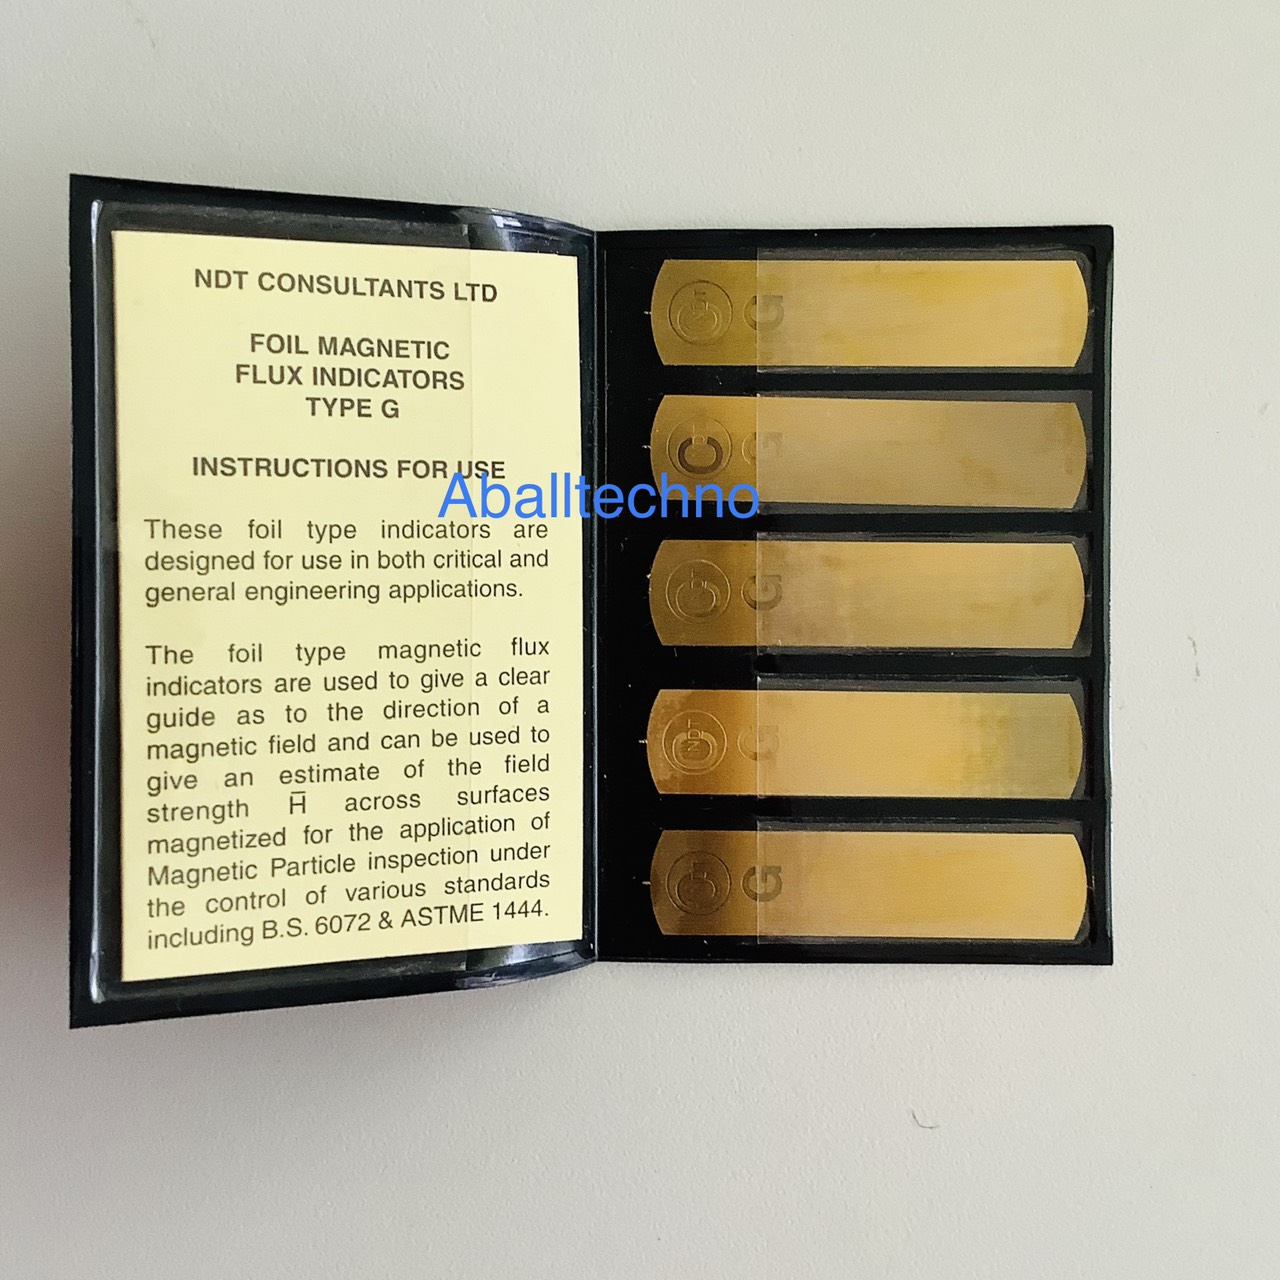 NDT CONSULTANTS LTD
FOIL MAGNETIC
FLUX INDICATORS
TYPE G
INSTRUCTIONS FOR USE
Aballtechno
These foil type indicators are
designed for use in both critical and
general engineering applications.
The foil type magnetic flux
indicators are used to give a clear
guide as to the direction of a
magnetic field and can be used to
give an estimate of the field
strength H̅ across surfaces
magnetized for the application of
Magnetic Particle inspection under
the control of various standards
including B.S. 6072 & ASTME 1444.
NDT G
C G
NDT G
NDT G
NDT G